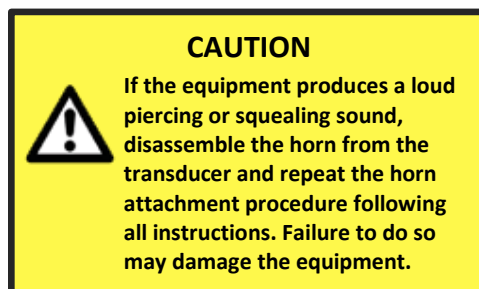 CAUTION
If the equipment produces a loud
piercing or squealing sound,
disassemble the horn from the
transducer and repeat the horn
attachment procedure following
all instructions. Failure to do so
may damage the equipment.